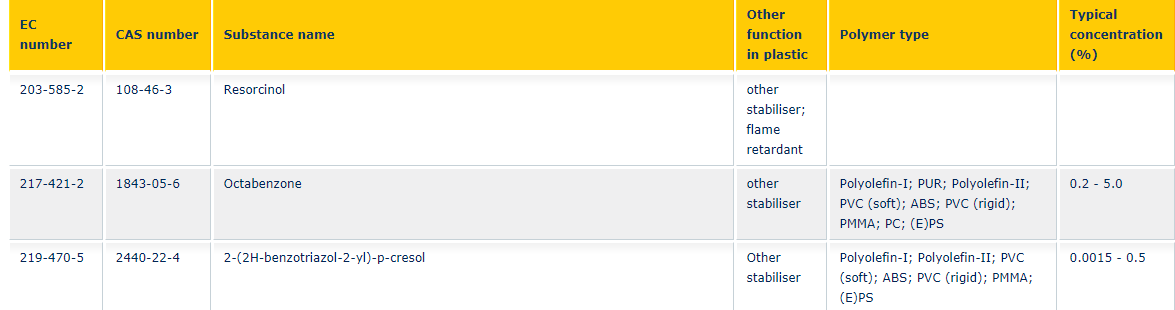 EC number CAS number Substance name Other function in plastic Polymer type Typical concentration (%)
203-585-2 108-46-3 Resorcinol other stabiliser; flame retardant
217-421-2 1843-05-6 Octabenzone other stabiliser Polyolefin-I; PUR; Polyolefin-II; PVC (soft); ABS; PVC (rigid); PMMA; PC; (E)PS 0.2 - 5.0
219-470-5 2440-22-4 2-(2H-benzotriazol-2-yl)-p-cresol Other stabiliser Polyolefin-I; Polyolefin-II; PVC (soft); ABS; PVC (rigid); PMMA; (E)PS 0.0015 - 0.5